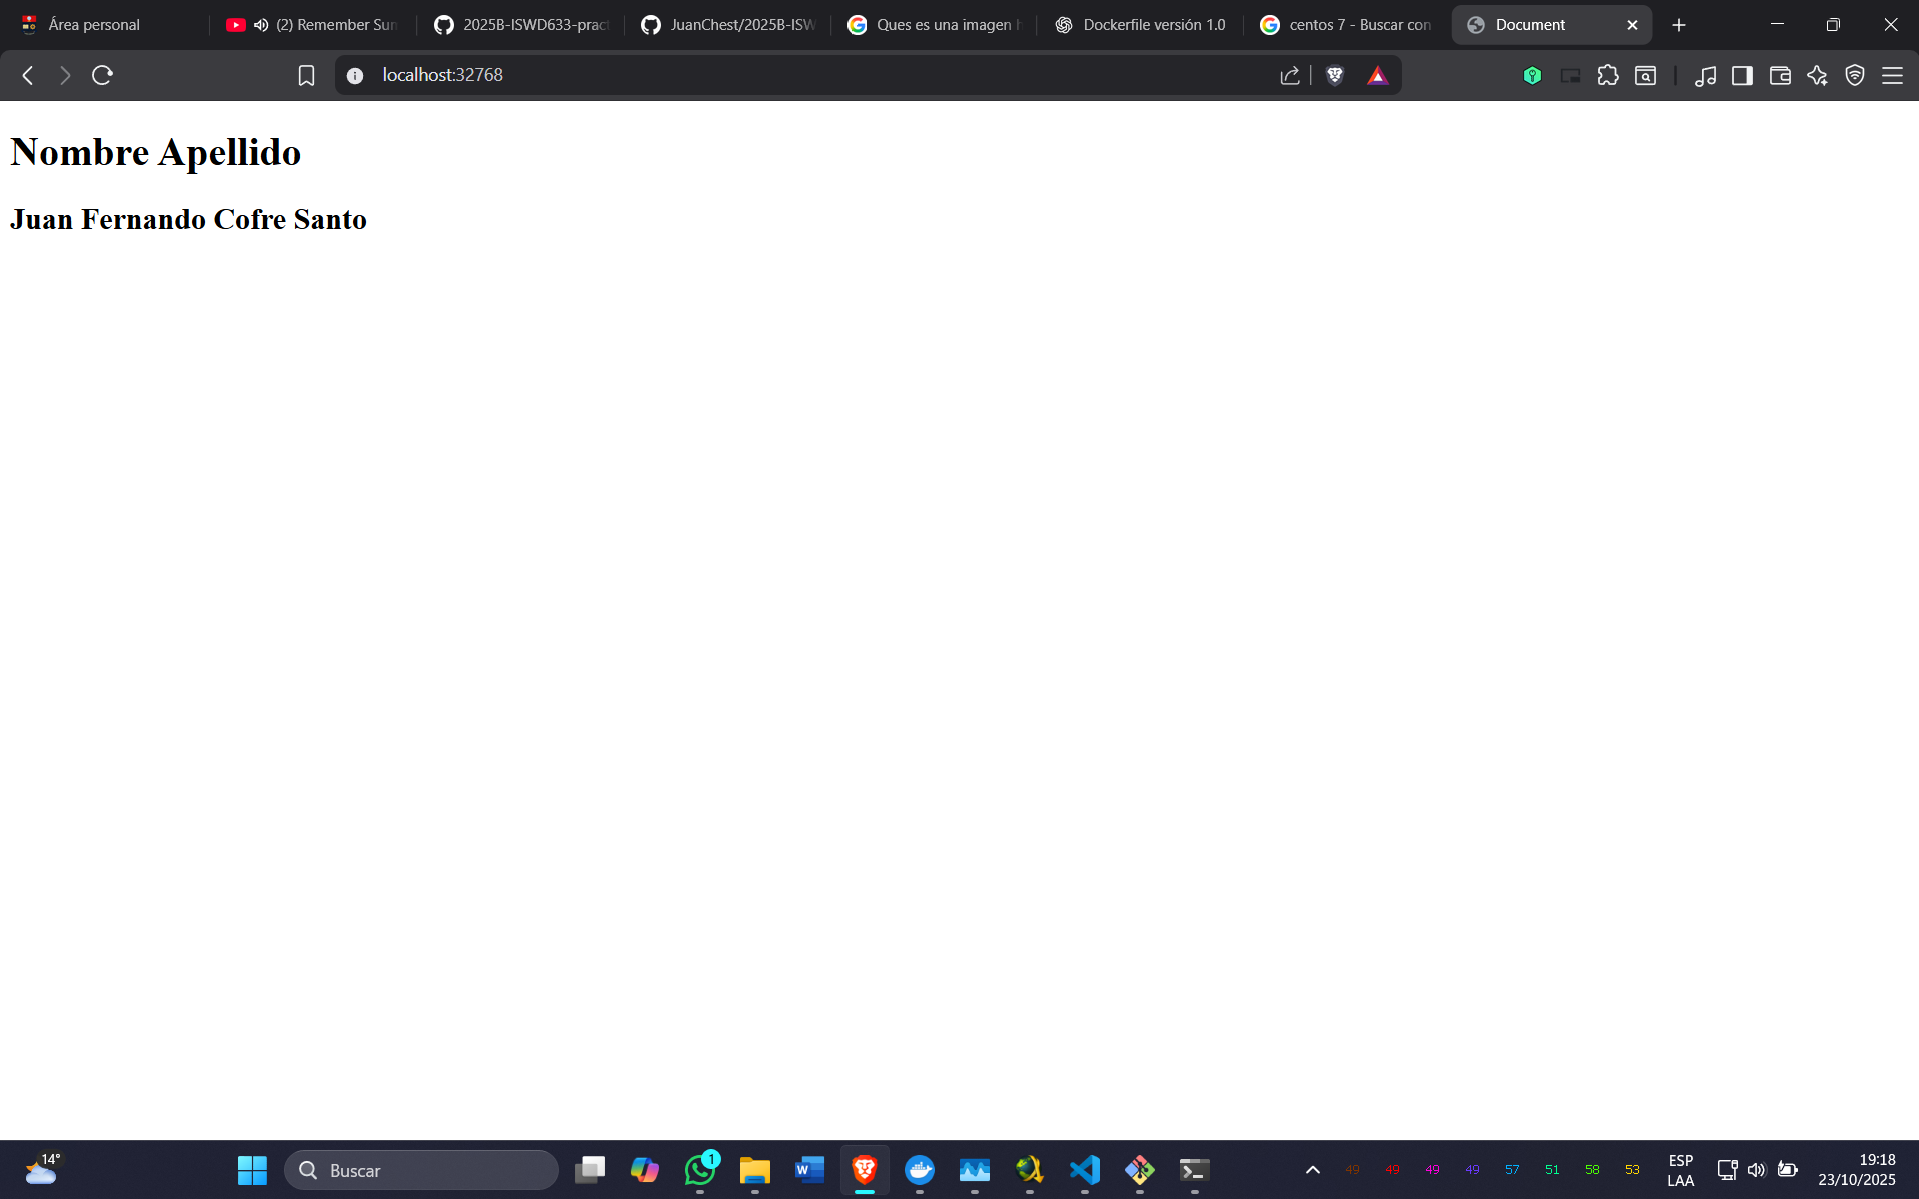 Área personal
(2) Remember Sum
2025B-ISWD633-pract
JuanChest/2025B-ISW
Ques es una imagen h
Dockerfile versión 1.0
centos 7 - Buscar con
Document
localhost:32768
Nombre Apellido
Juan Fernando Cofre Santo
14°
Buscar
1
49 49 49 49 57 51 58 53
ESP
LAA
19:18
23/10/2025